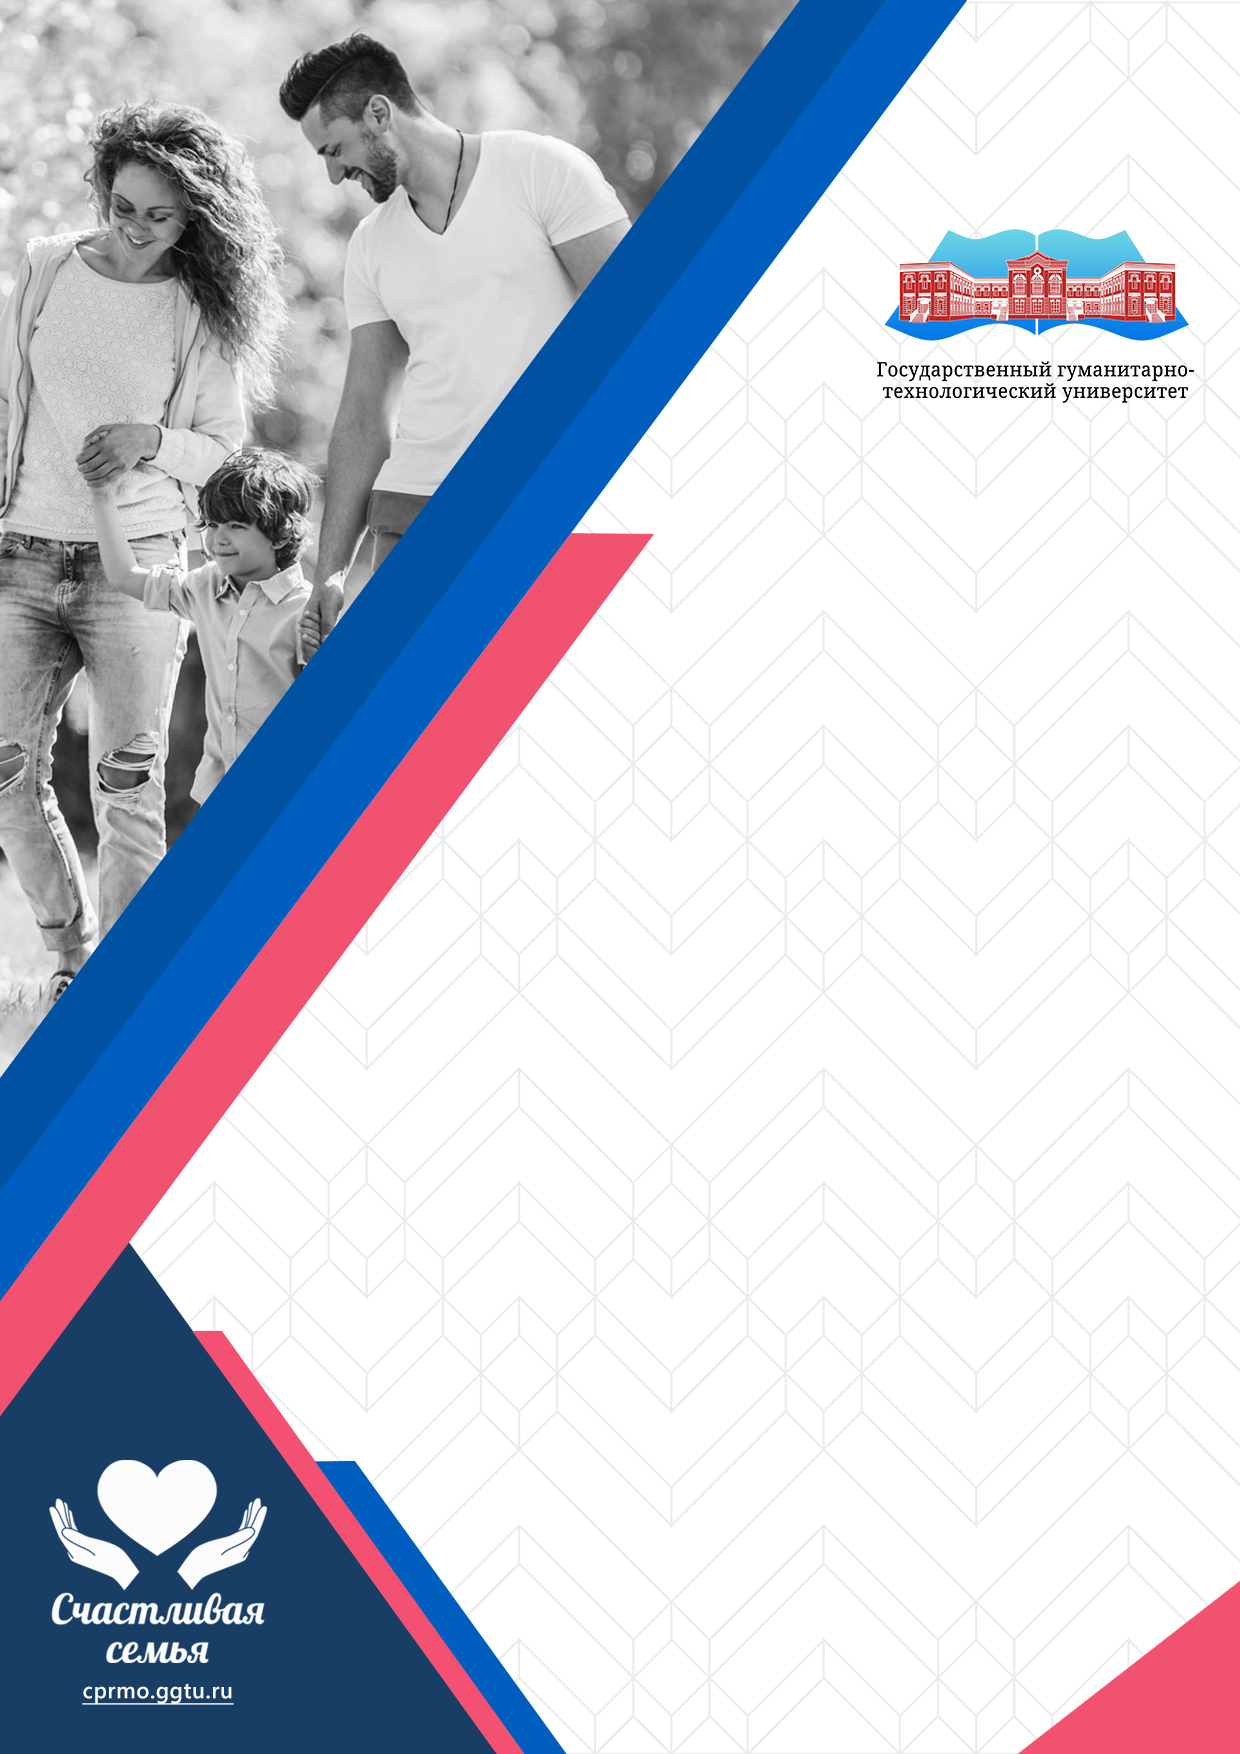 Государственный гуманитарно-
технологический университет
Счастливая
семья
cprmo.ggtu.ru